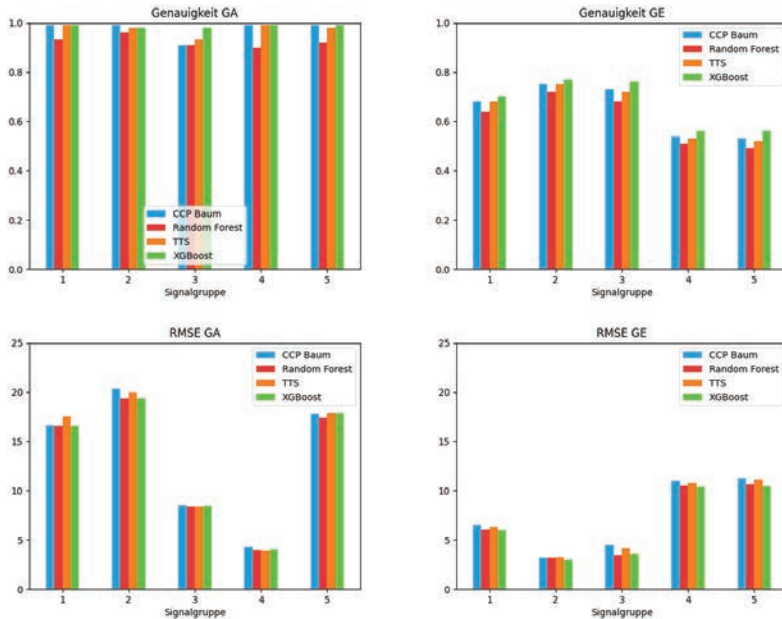 Genauigkeit GA
1.0
0.8
0.6
0.4
0.2
0.0
CCP Baum
Random Forest
TTS
XGBoost
1 2 3 4 5
Signalgruppe
Genauigkeit GE
1.0
0.8
0.6
0.4
0.2
0.0
CCP Baum
Random Forest
TTS
XGBoost
1 2 3 4 5
Signalgruppe
RMSE GA
25
20
15
10
5
0
CCP Baum
Random Forest
TTS
XGBoost
1 2 3 4 5
Signalgruppe
RMSE GE
25
20
15
10
5
0
CCP Baum
Random Forest
TTS
XGBoost
1 2 3 4 5
Signalgruppe